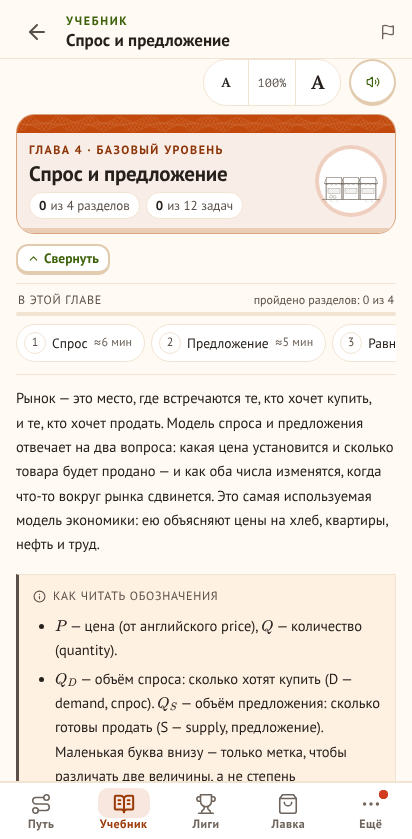 УЧЕБНИК
Спрос и предложение
A 100% A
ГЛАВА 4 · БАЗОВЫЙ УРОВЕНЬ
Спрос и предложение
0 из 4 разделов 0 из 12 задач
Свернуть
В ЭТОЙ ГЛАВЕ пройдено разделов: 0 из 4
1 Спрос ≈6 мин 2 Предложение ≈5 мин 3 Равн
Рынок — это место, где встречаются те, кто хочет купить,
и те, кто хочет продать. Модель спроса и предложения
отвечает на два вопроса: какая цена установится и сколько
товара будет продано — и как оба числа изменятся, когда
что-то вокруг рынка сдвинется. Это самая используемая
модель экономики: ею объясняют цены на хлеб, квартиры,
нефть и труд.
КАК ЧИТАТЬ ОБОЗНАЧЕНИЯ
• P — цена (от английского price), Q — количество
(quantity).
• Q_D — объём спроса: сколько хотят купить (D —
demand, спрос). Q_S — объём предложения: сколько
готовы продать (S — supply, предложение).
Маленькая буква внизу — только метка, чтобы
различать две величины, а не степень
Путь Учебник Лиги Лавка Ещё